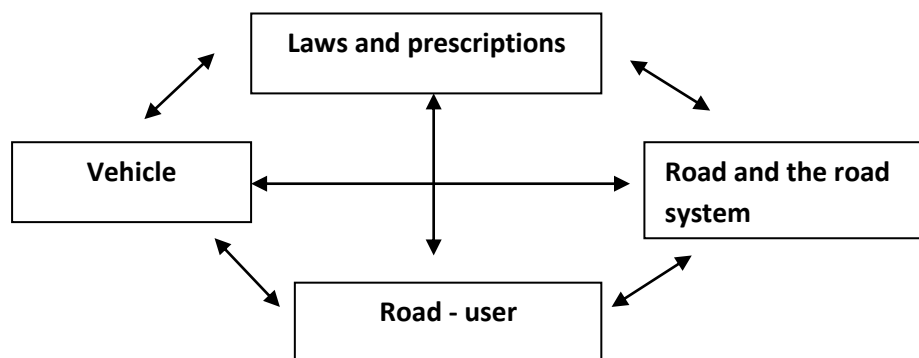 Laws and prescriptions
Vehicle
Road and the road
system
Road - user